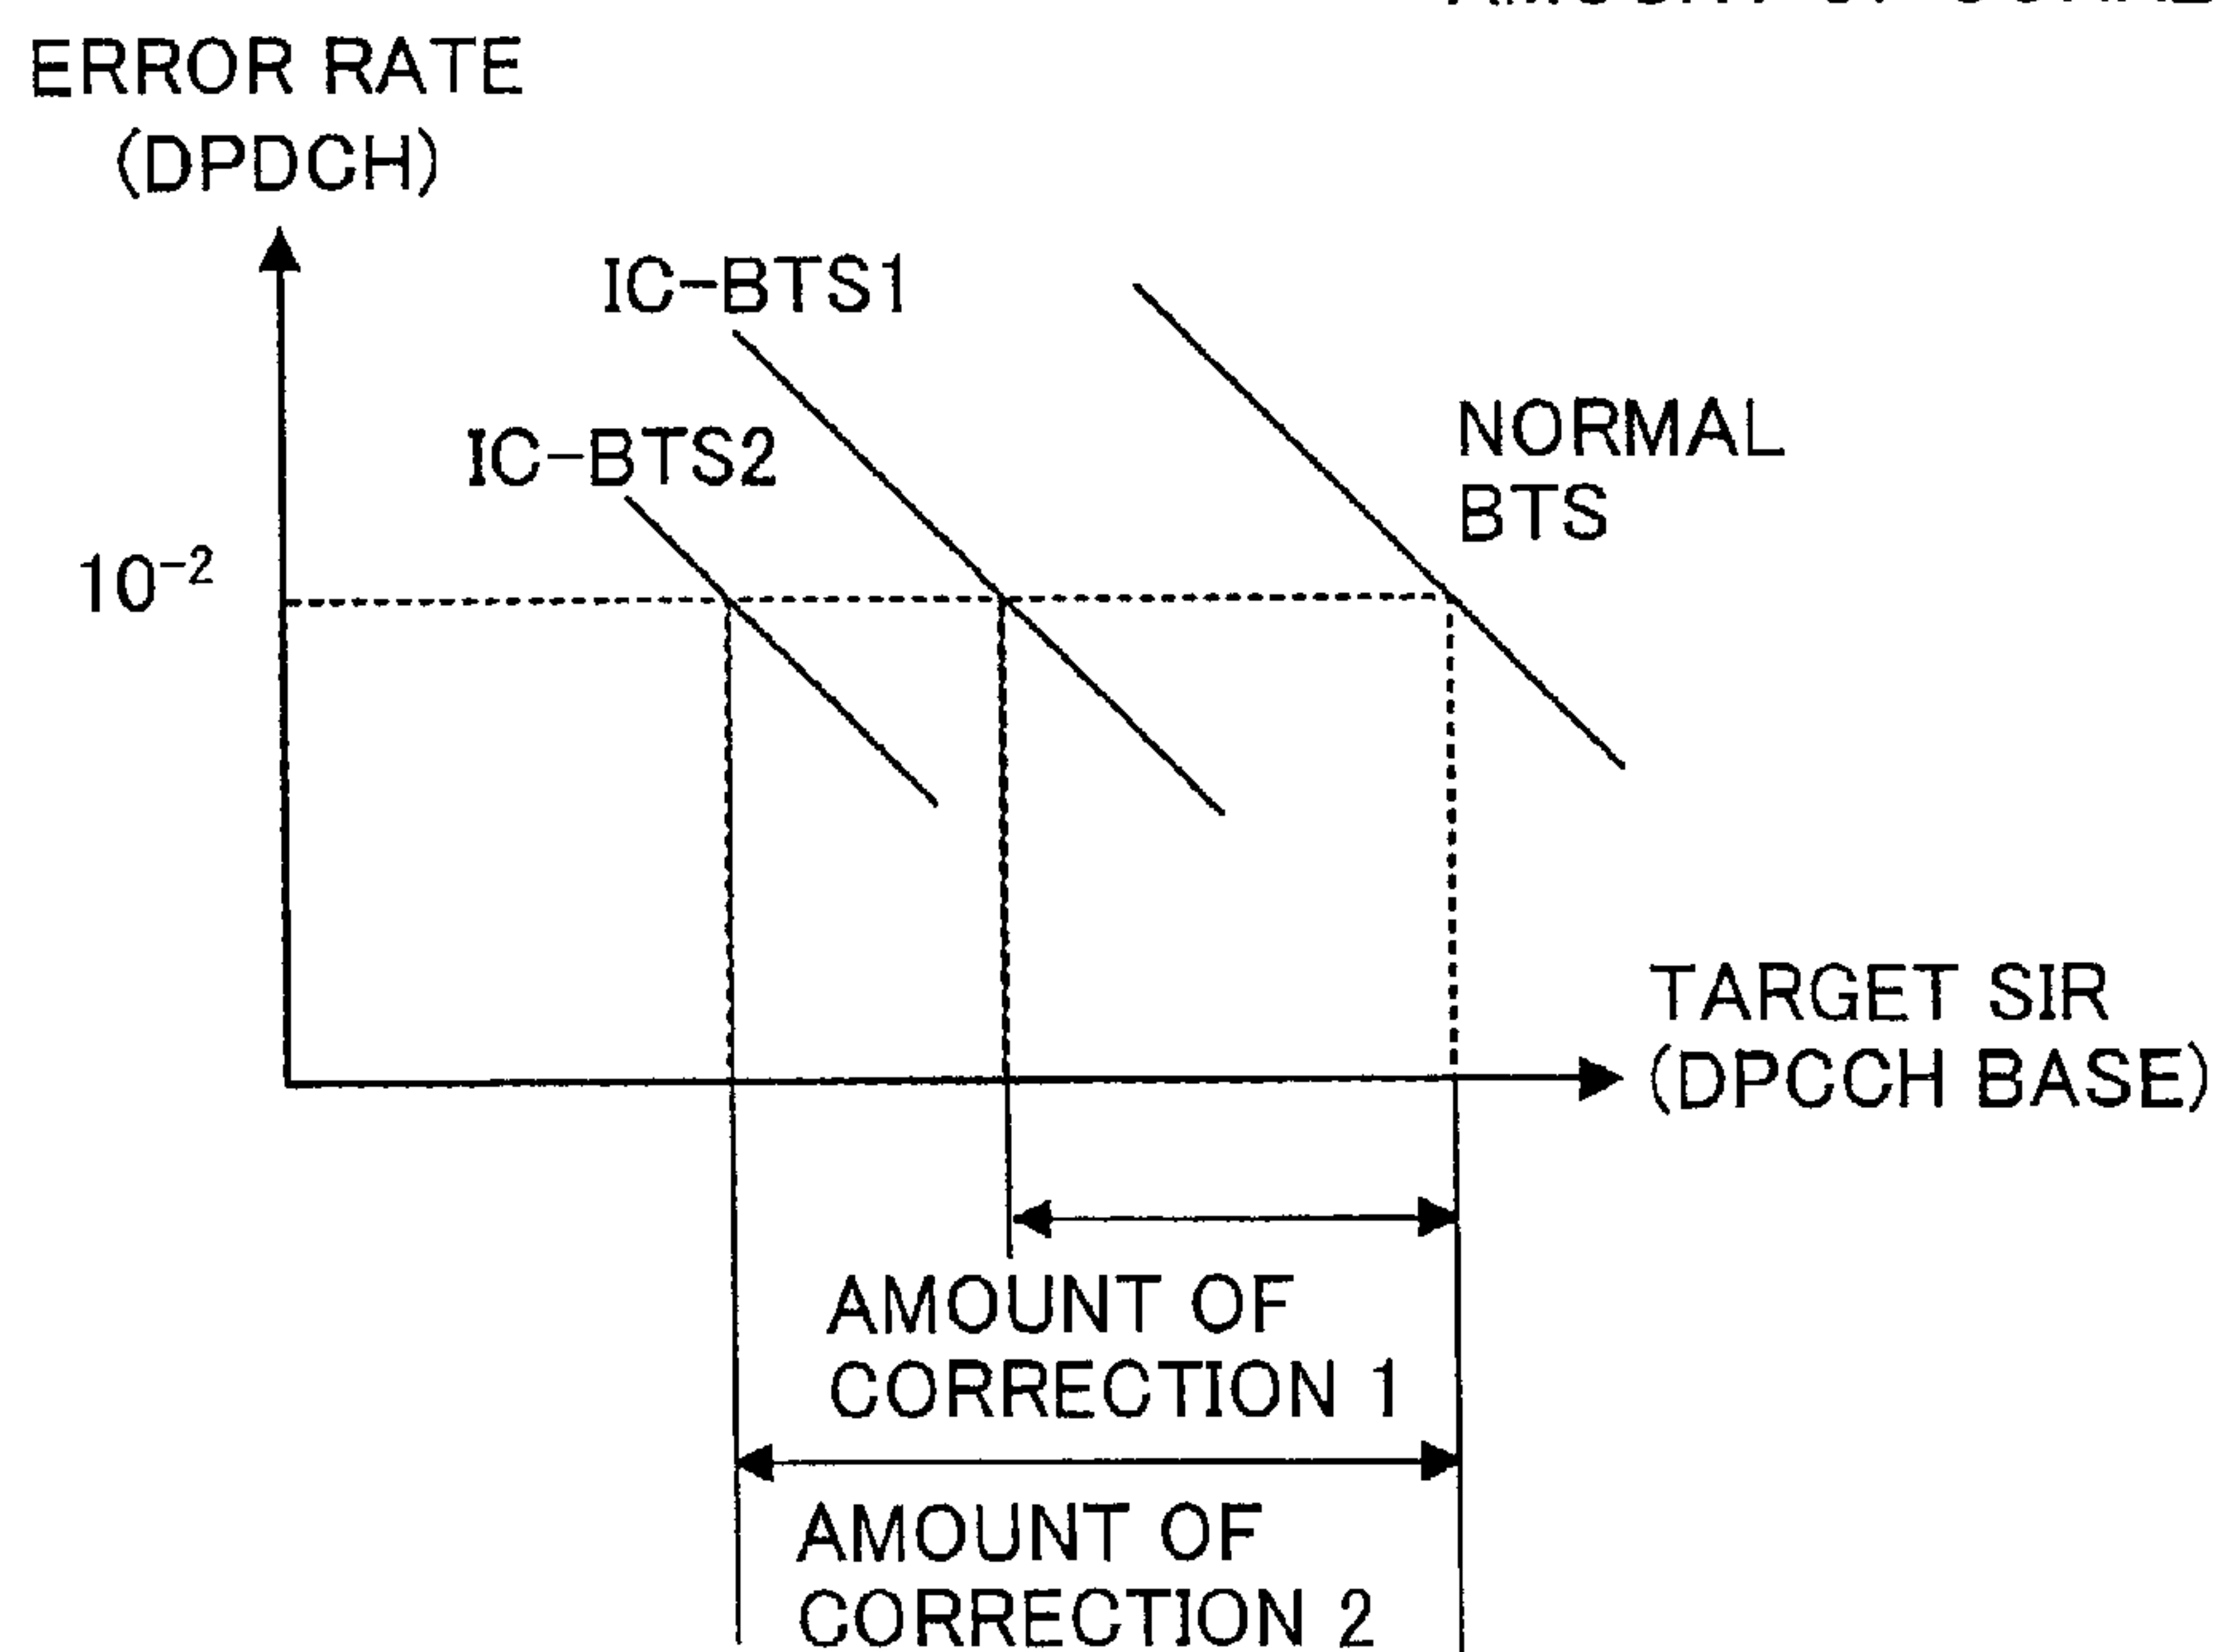 ERROR RATE
(DPDCH)
IC-BTS1
IC-BTS2
NORMAL
BTS
10⁻²
TARGET SIR
(DPCCH BASE)
AMOUNT OF
CORRECTION 1
AMOUNT OF
CORRECTION 2